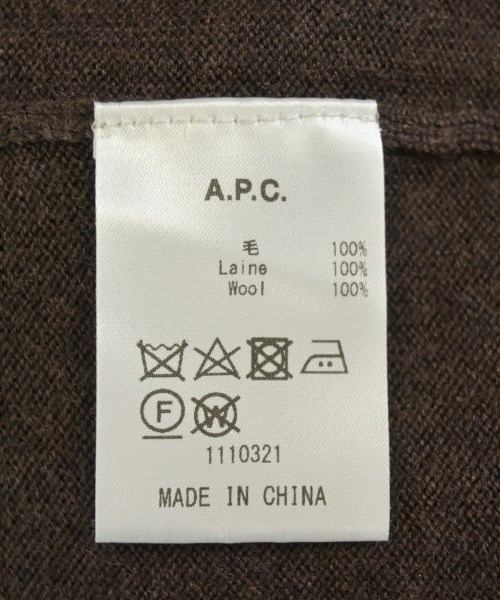 A.P.C.
毛 100%
Laine 100%
Wool 100%
F W
1110321
MADE IN CHINA